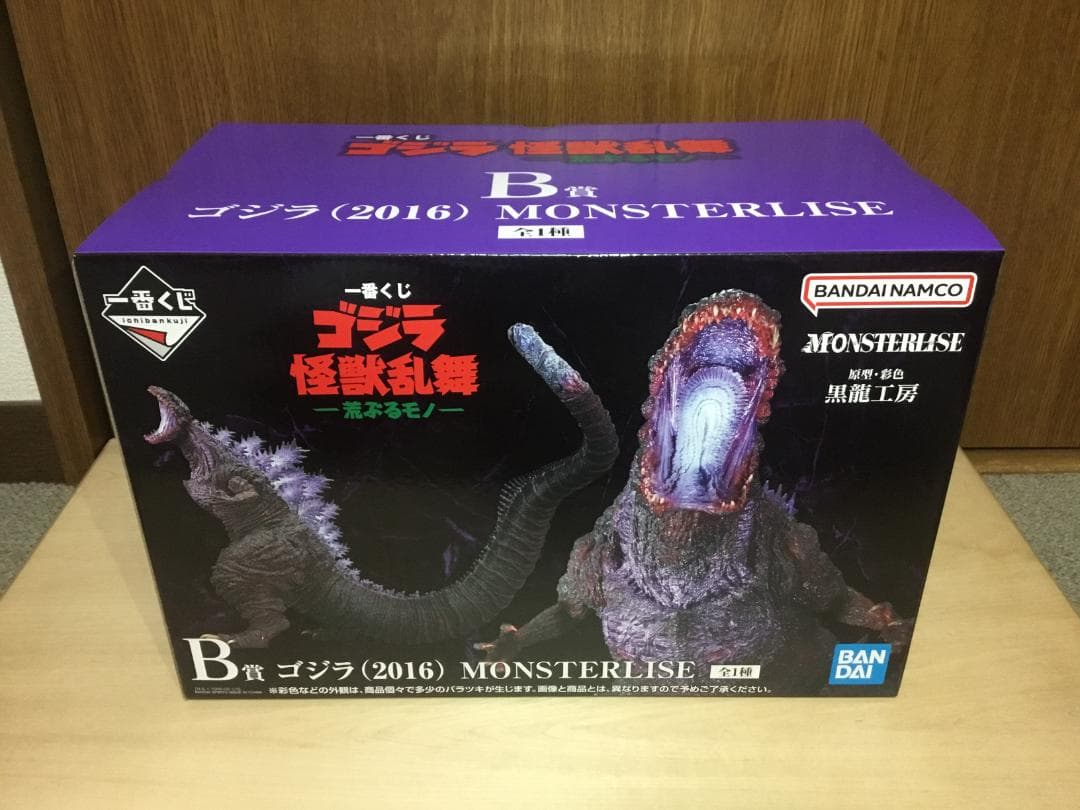 一番くじ
ゴジラ 怪獣乱舞
B賞
ゴジラ（2016） MONSTERLISE
全1種
一番くじ
ichibankuji
一番くじ
ゴジラ
怪獣乱舞
―荒ぶるモノ―
BANDAI NAMCO
MONSTERLISE
原型・彩色
黒龍工房
B賞 ゴジラ（2016） MONSTERLISE 全1種
※彩色などの外観は、商品個々で多少のバラツキが生じます。画像と商品とは、異なりますので予めご了承ください。
BAN
DAI